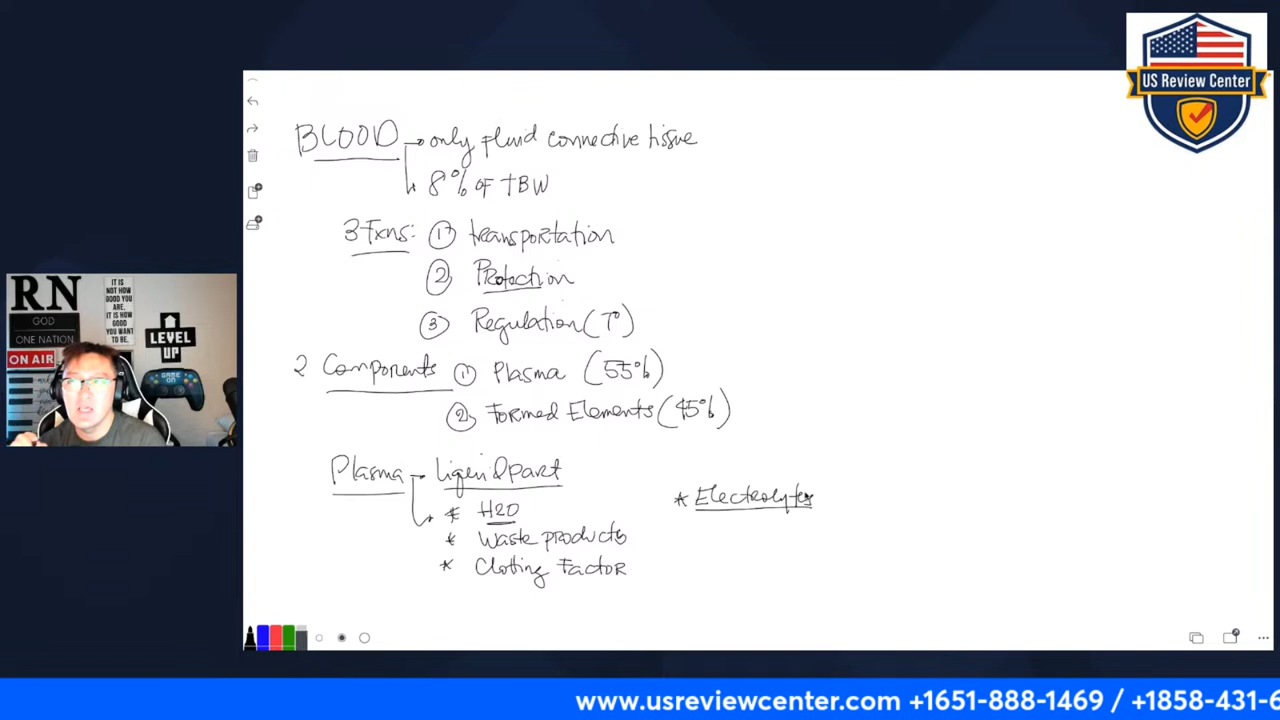 US Review Center
BLOOD → only fluid connective tissue
8% OF TBW
3 Fxns: ① transportation
② Protection
③ Regulation (T°)
2 Components ① Plasma (55%)
② Formed Elements (45%)
Plasma → liquid part
* H2O
* Waste products
* Clotting Factor
* Electrolytes
RN
GOD
ONE NATION
ON AIR
IT IS
NOT HOW
GOOD YOU
ARE.
IT IS HOW
GOOD
YOU WANT
TO BE.
LEVEL
UP
GAME
ON
www.usreviewcenter.com +1651-888-1469 / +1858-431-6